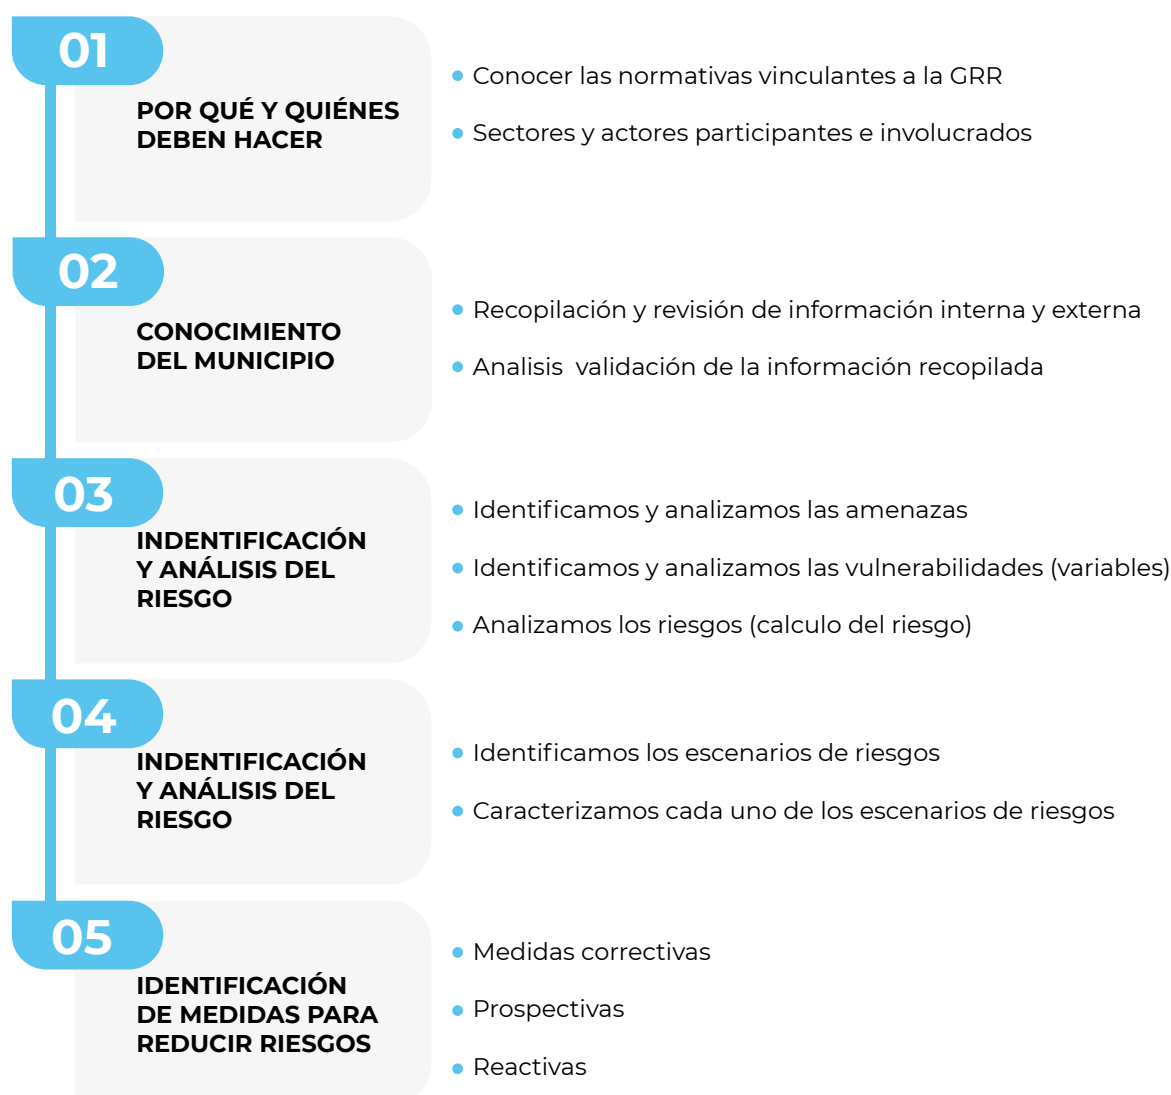 01
POR QUÉ Y QUIÉNES
DEBEN HACER
Conocer las normativas vinculantes a la GRR
Sectores y actores participantes e involucrados
02
CONOCIMIENTO
DEL MUNICIPIO
Recopilación y revisión de información interna y externa
Analisis  validación de la información recopilada
03
INDENTIFICACIÓN
Y ANÁLISIS DEL
RIESGO
Identificamos y analizamos las amenazas
Identificamos y analizamos las vulnerabilidades (variables)
Analizamos los riesgos (calculo del riesgo)
04
INDENTIFICACIÓN
Y ANÁLISIS DEL
RIESGO
Identificamos los escenarios de riesgos
Caracterizamos cada uno de los escenarios de riesgos
05
IDENTIFICACIÓN
DE MEDIDAS PARA
REDUCIR RIESGOS
Medidas correctivas
Prospectivas
Reactivas